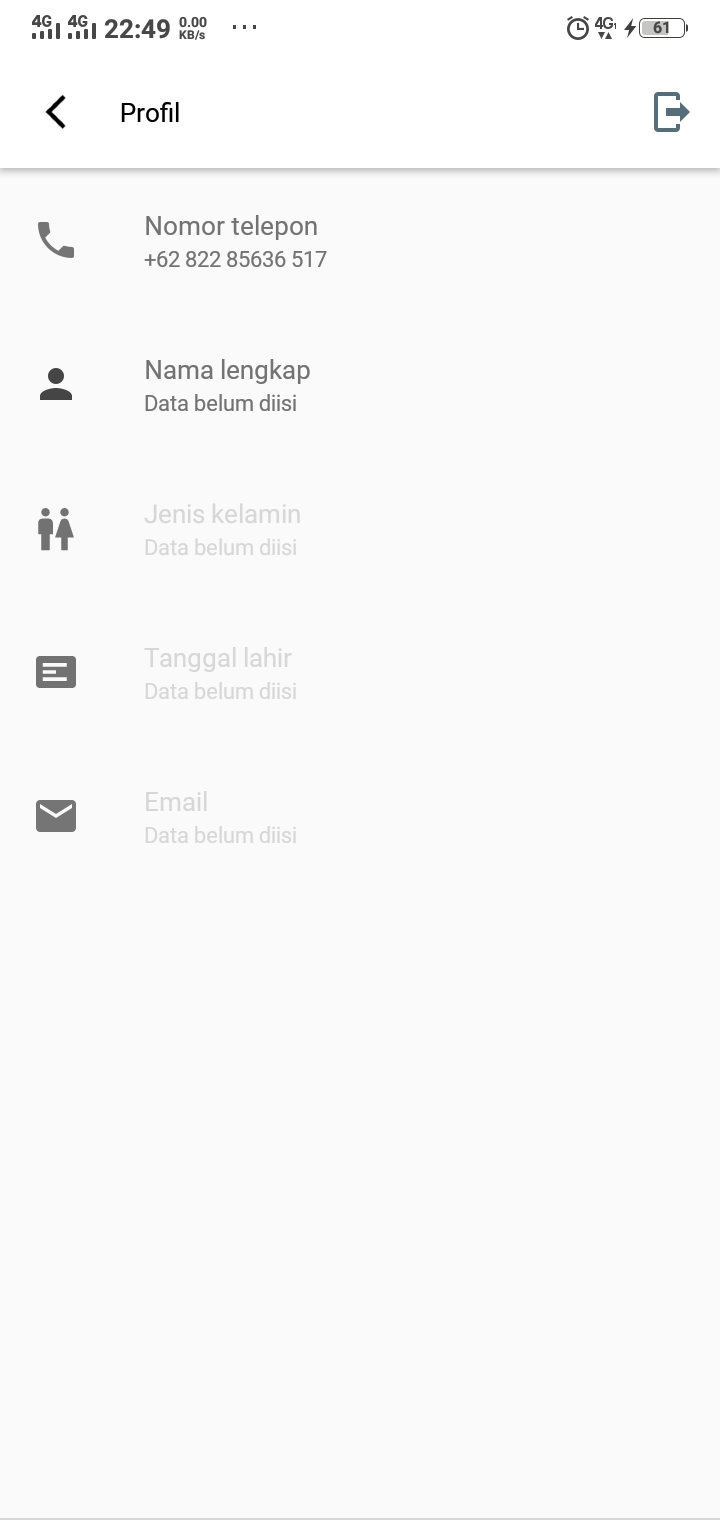 4G 4G 22:49 0.00 KB/s ... 4G 61
Profil
Nomor telepon
+62 822 85636 517
Nama lengkap
Data belum diisi
Jenis kelamin
Data belum diisi
Tanggal lahir
Data belum diisi
Email
Data belum diisi